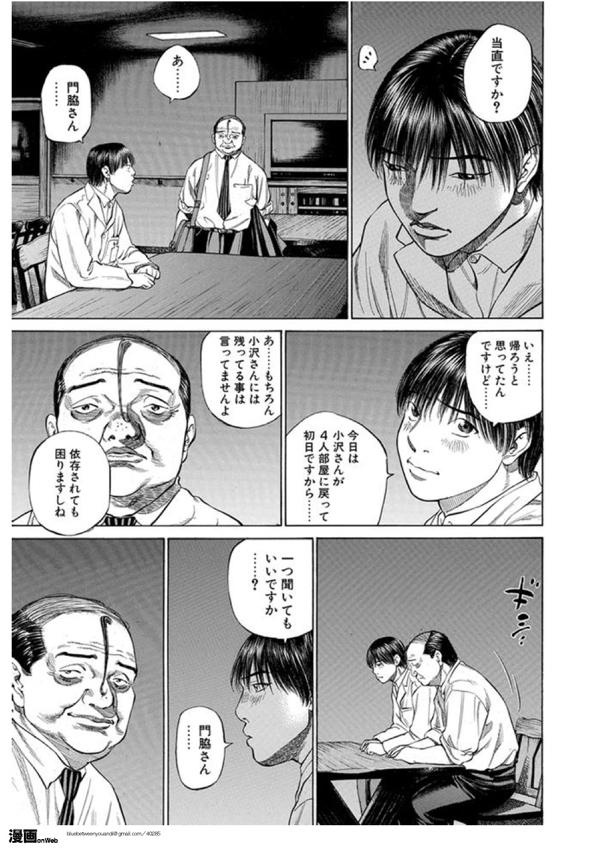 当直
ですか？
あ……
門脇さん
……
いえ……
帰ろうと
思ってたん
ですけど…
今日は
小沢さんが
４人部屋に戻って
初日ですから……
あ……もちろん
小沢さんには
残ってる事は
言ってませんよ
依存されても
困りますしね
ギシ…
一つ聞いても
いいですか
……？
門脇さん
……
漫画onWeb
bluebetweenyouandi@gmail.com/40285